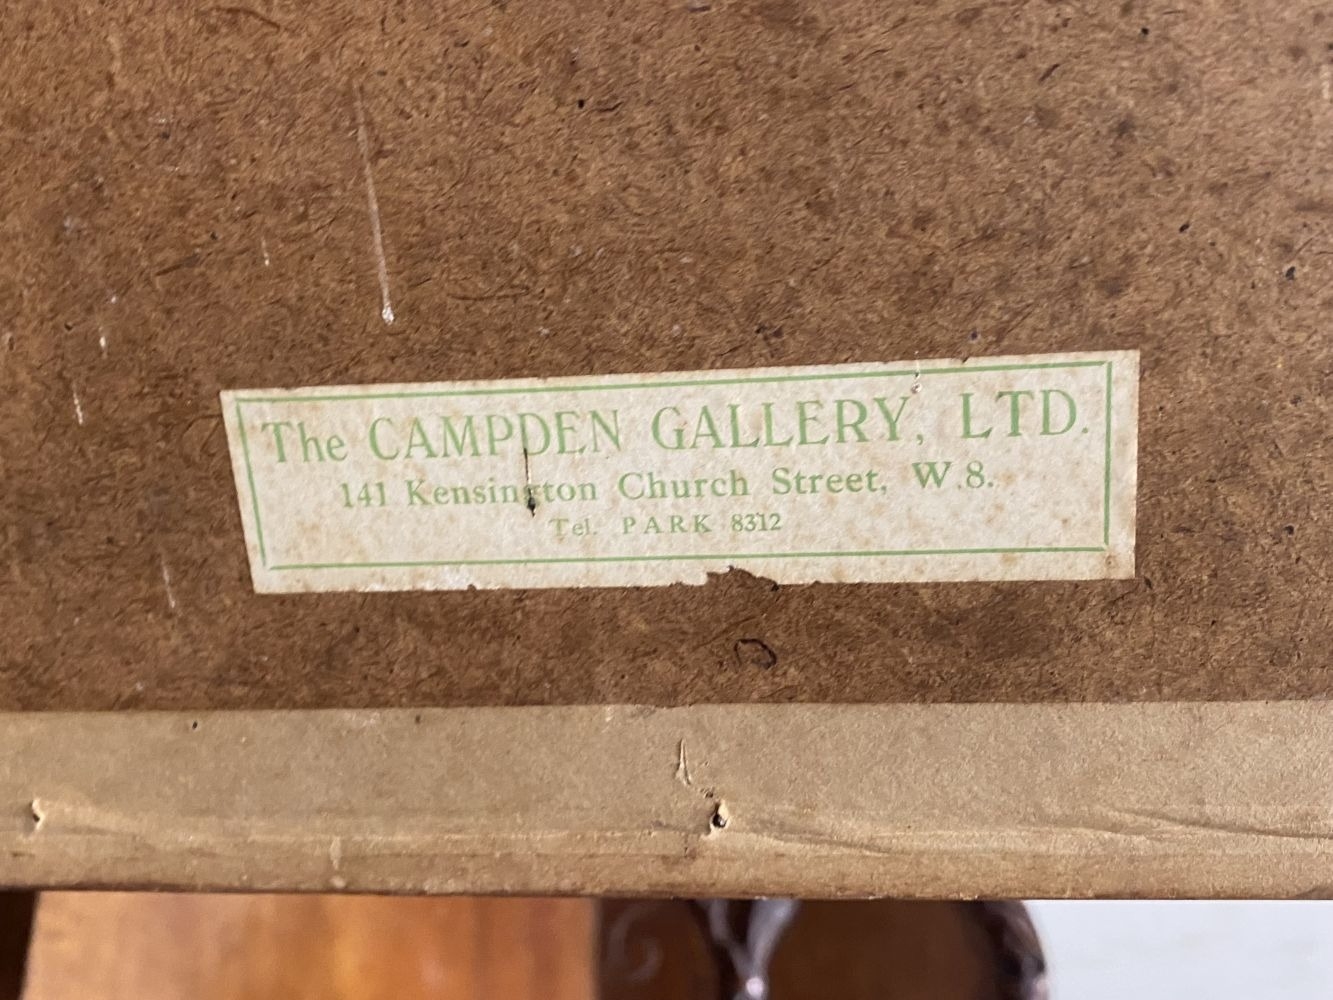 The CAMPDEN GALLERY, LTD.
141 Kensington Church Street, W.8.
Tel. PARK 8312